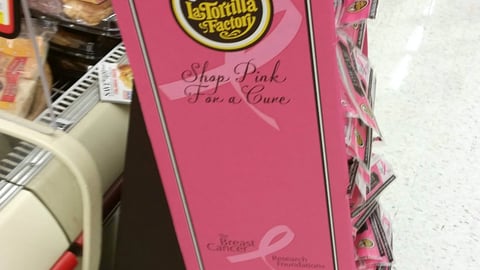 LaTortilla
Factory
Shop Pink
For a Cure
The
Breast
Cancer
Research
Foundation